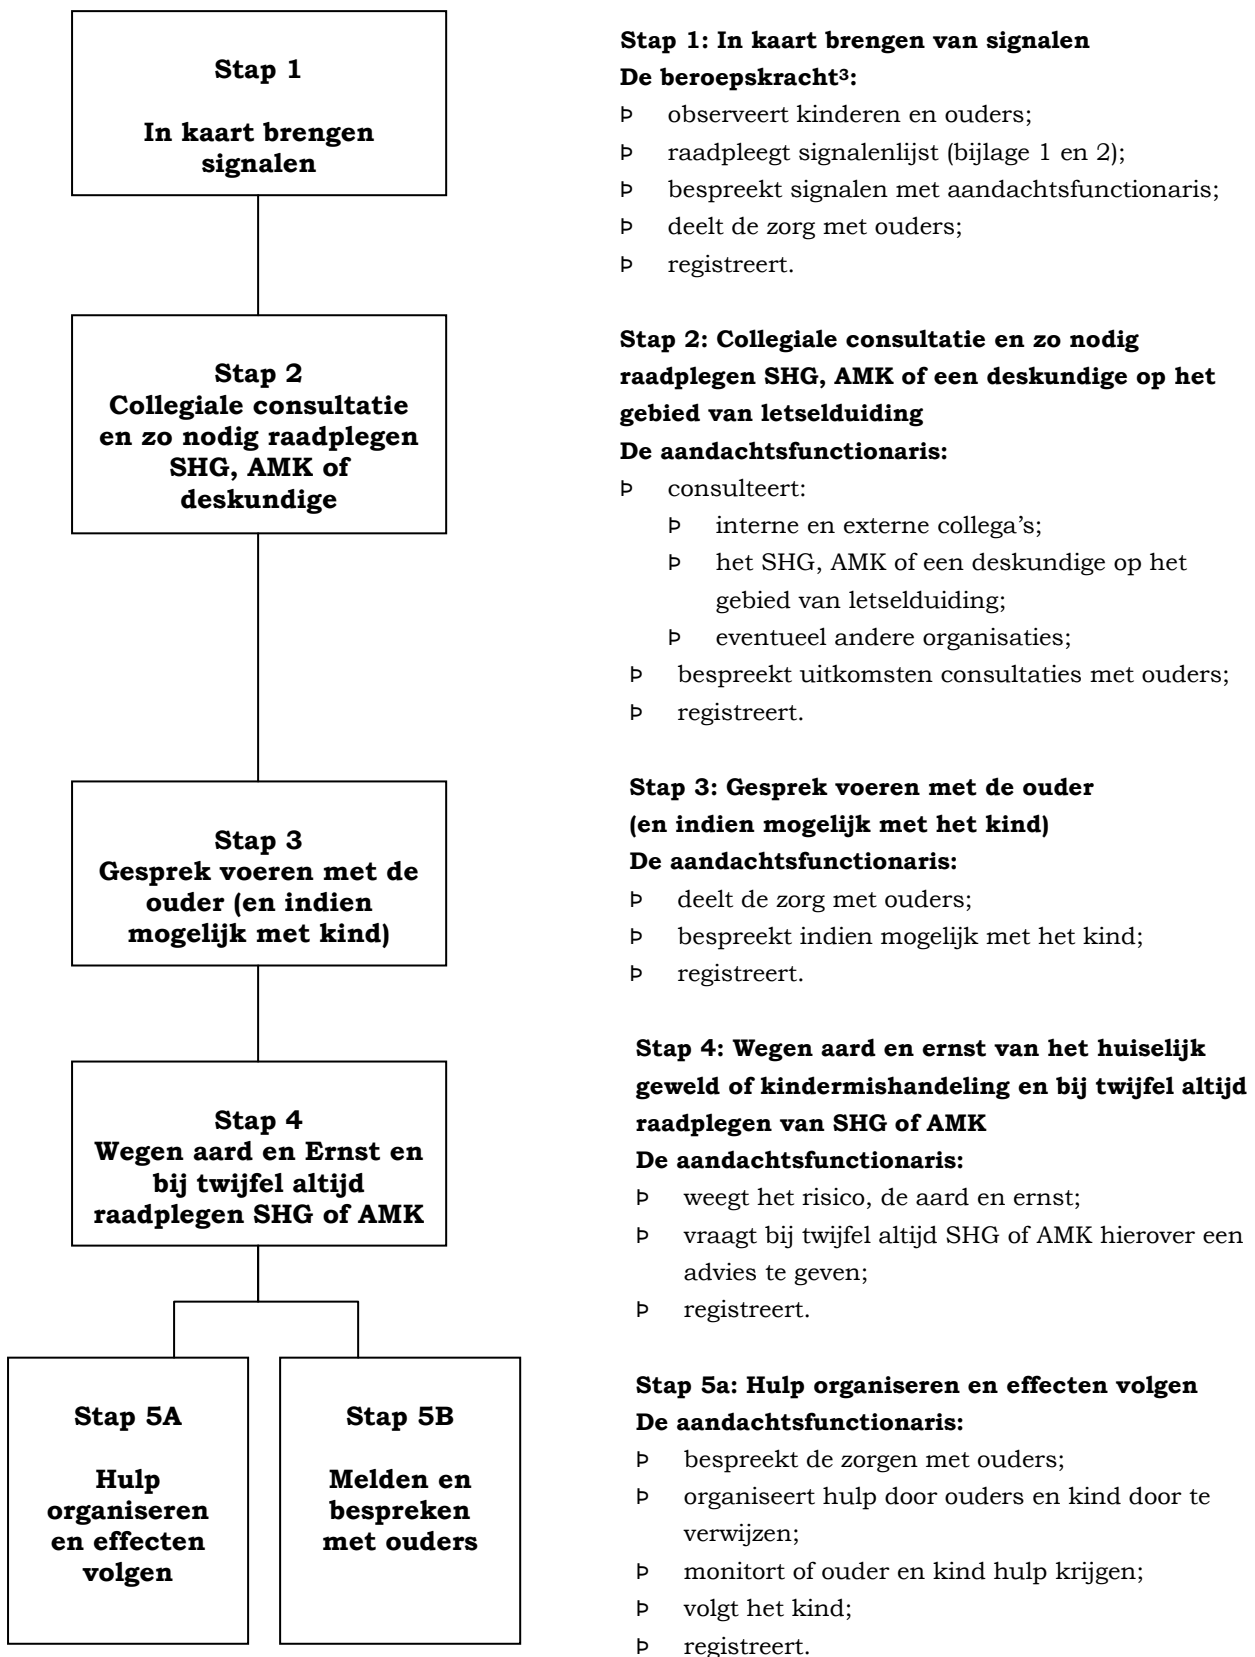 Stap 1
In kaart brengen
signalen
Stap 2
Collegiale consultatie
en zo nodig raadplegen
SHG, AMK of
deskundige
Stap 3
Gesprek voeren met de
ouder (en indien
mogelijk met kind)
Stap 4
Wegen aard en Ernst en
bij twijfel altijd
raadplegen SHG of AMK
Stap 5A
Hulp
organiseren
en effecten
volgen
Stap 5B
Melden en
bespreken
met ouders
Stap 1: In kaart brengen van signalen
De beroepskracht³:
Þ observeert kinderen en ouders;
Þ raadpleegt signalenlijst (bijlage 1 en 2);
Þ bespreekt signalen met aandachtsfunctionaris;
Þ deelt de zorg met ouders;
Þ registreert.
Stap 2: Collegiale consultatie en zo nodig
raadplegen SHG, AMK of een deskundige op het
gebied van letselduiding
De aandachtsfunctionaris:
Þ consulteert:
Þ interne en externe collega’s;
Þ het SHG, AMK of een deskundige op het
gebied van letselduiding;
Þ eventueel andere organisaties;
Þ bespreekt uitkomsten consultaties met ouders;
Þ registreert.
Stap 3: Gesprek voeren met de ouder
(en indien mogelijk met het kind)
De aandachtsfunctionaris:
Þ deelt de zorg met ouders;
Þ bespreekt indien mogelijk met het kind;
Þ registreert.
Stap 4: Wegen aard en ernst van het huiselijk
geweld of kindermishandeling en bij twijfel altijd
raadplegen van SHG of AMK
De aandachtsfunctionaris:
Þ weegt het risico, de aard en ernst;
Þ vraagt bij twijfel altijd SHG of AMK hierover een
advies te geven;
Þ registreert.
Stap 5a: Hulp organiseren en effecten volgen
De aandachtsfunctionaris:
Þ bespreekt de zorgen met ouders;
Þ organiseert hulp door ouders en kind door te
verwijzen;
Þ monitort of ouder en kind hulp krijgen;
Þ volgt het kind;
Þ registreert.